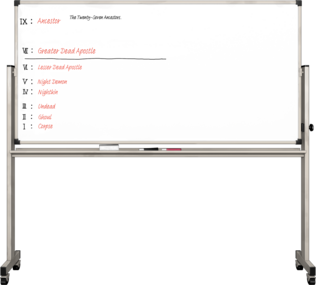 IX : Ancestor The Twenty-Seven Ancestors
VII : Greater Dead Apostle
VI : Lesser Dead Apostle
V : Night Demon
IV : Nightkin
III : Undead
II : Ghoul
I : Corpse